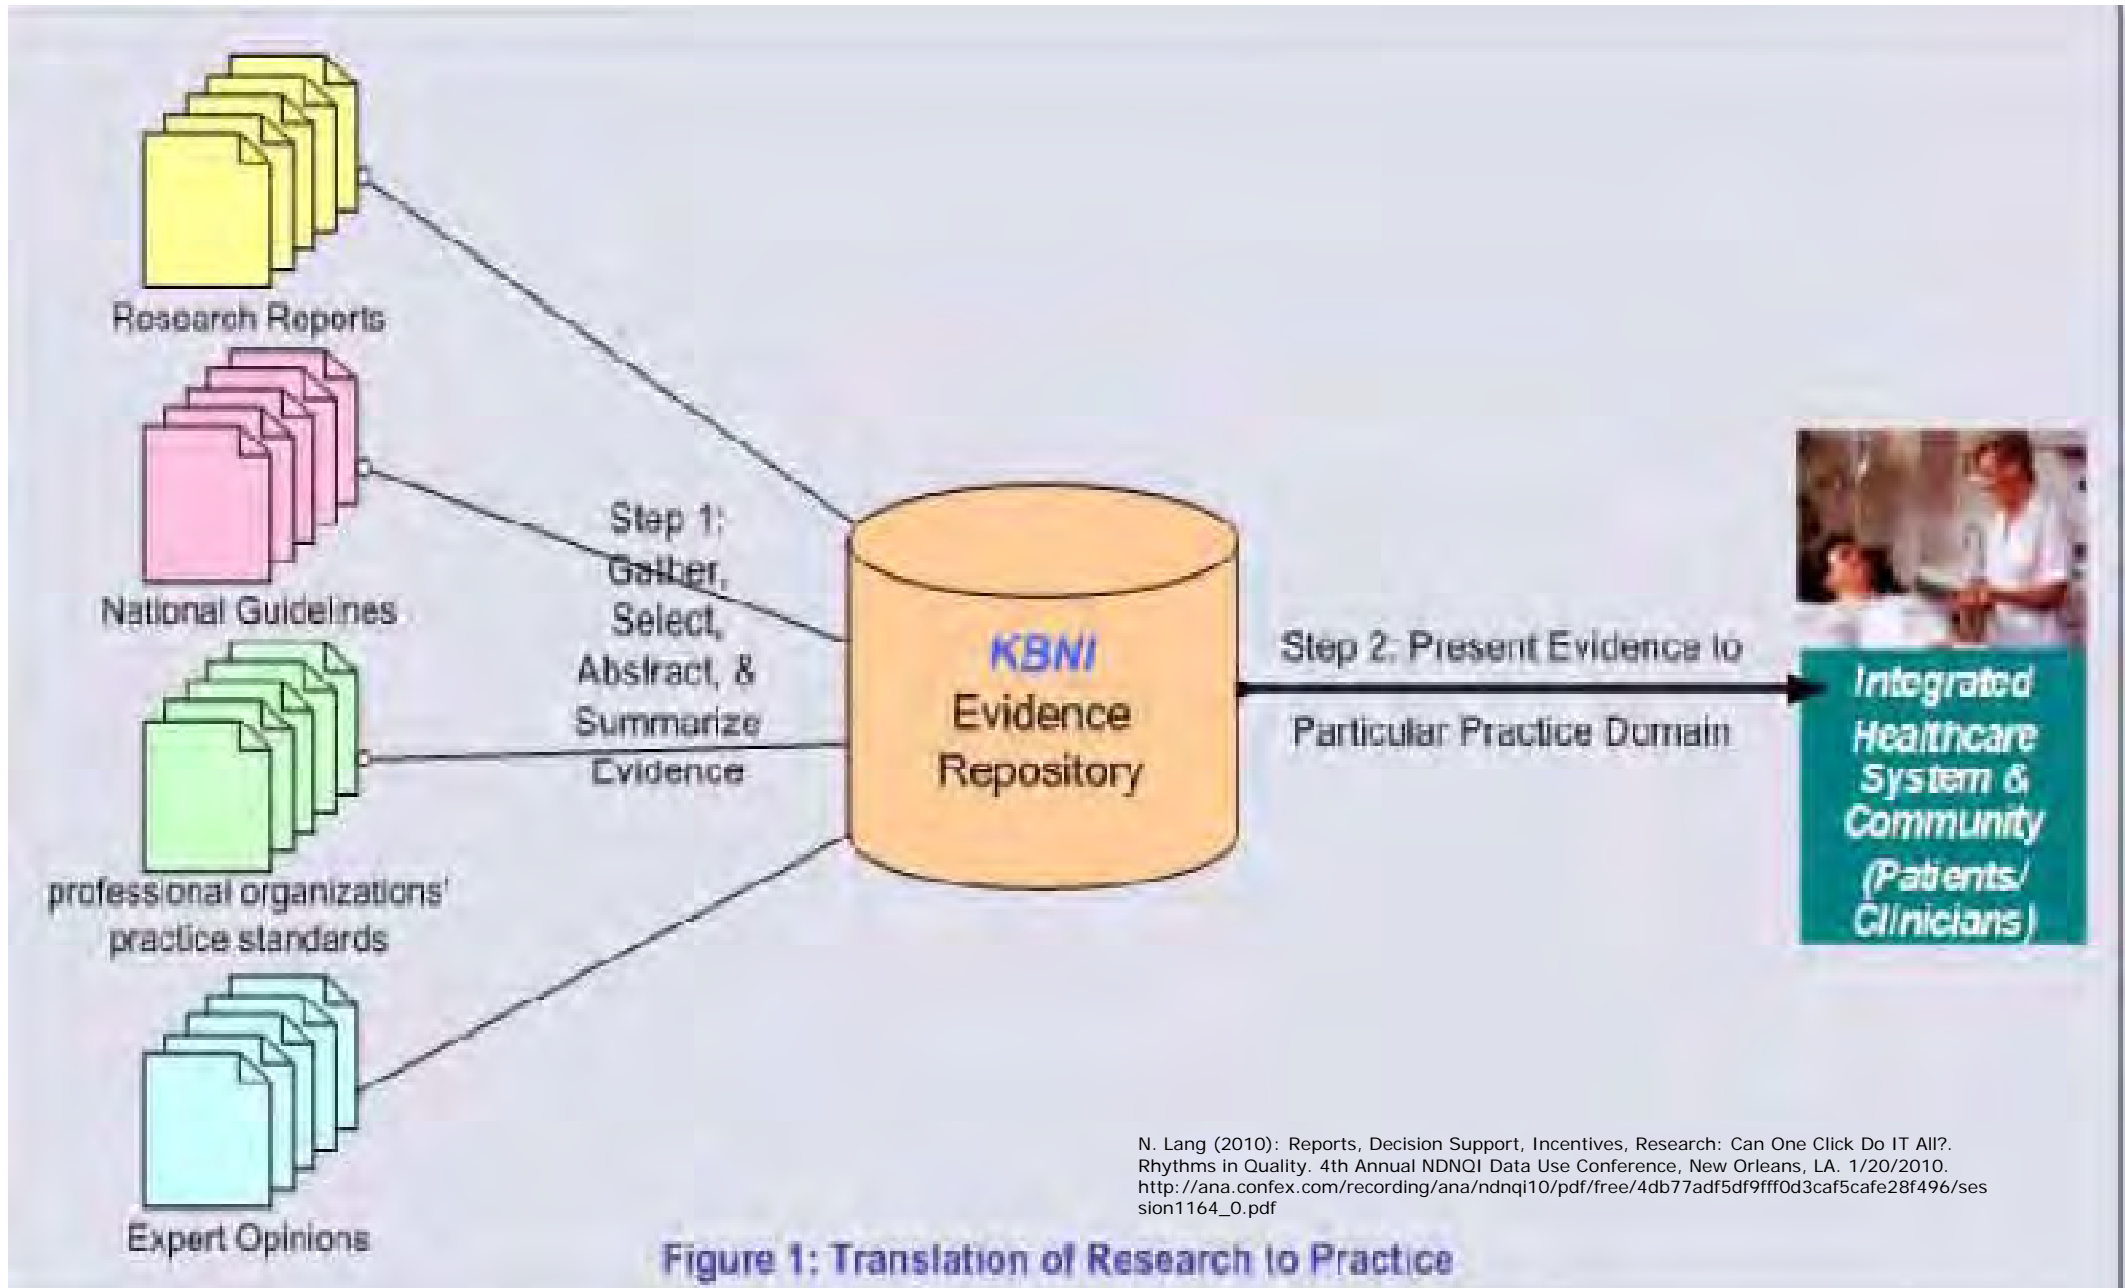 Research Reports
National Guidelines
professional organizations'
practice standards
Expert Opinions
Step 1:
Gather,
Select,
Abstract, &
Summarize
Evidence
KBNI
Evidence
Repository
Step 2: Present Evidence to
Particular Practice Domain
Integrated
Healthcare
System &
Community
(Patients/
Clinicians)
N. Lang (2010): Reports, Decision Support, Incentives, Research: Can One Click Do IT All?.
Rhythms in Quality. 4th Annual NDNQI Data Use Conference, New Orleans, LA. 1/20/2010.
http://ana.confex.com/recording/ana/ndnqi10/pdf/free/4db77adf5df9fff0d3caf5cafe28f496/ses
sion1164_0.pdf
Figure 1: Translation of Research to Practice